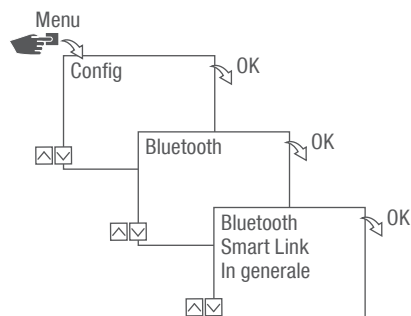 Menu
Config
OK
Bluetooth
OK
Bluetooth
Smart Link
In generale
OK